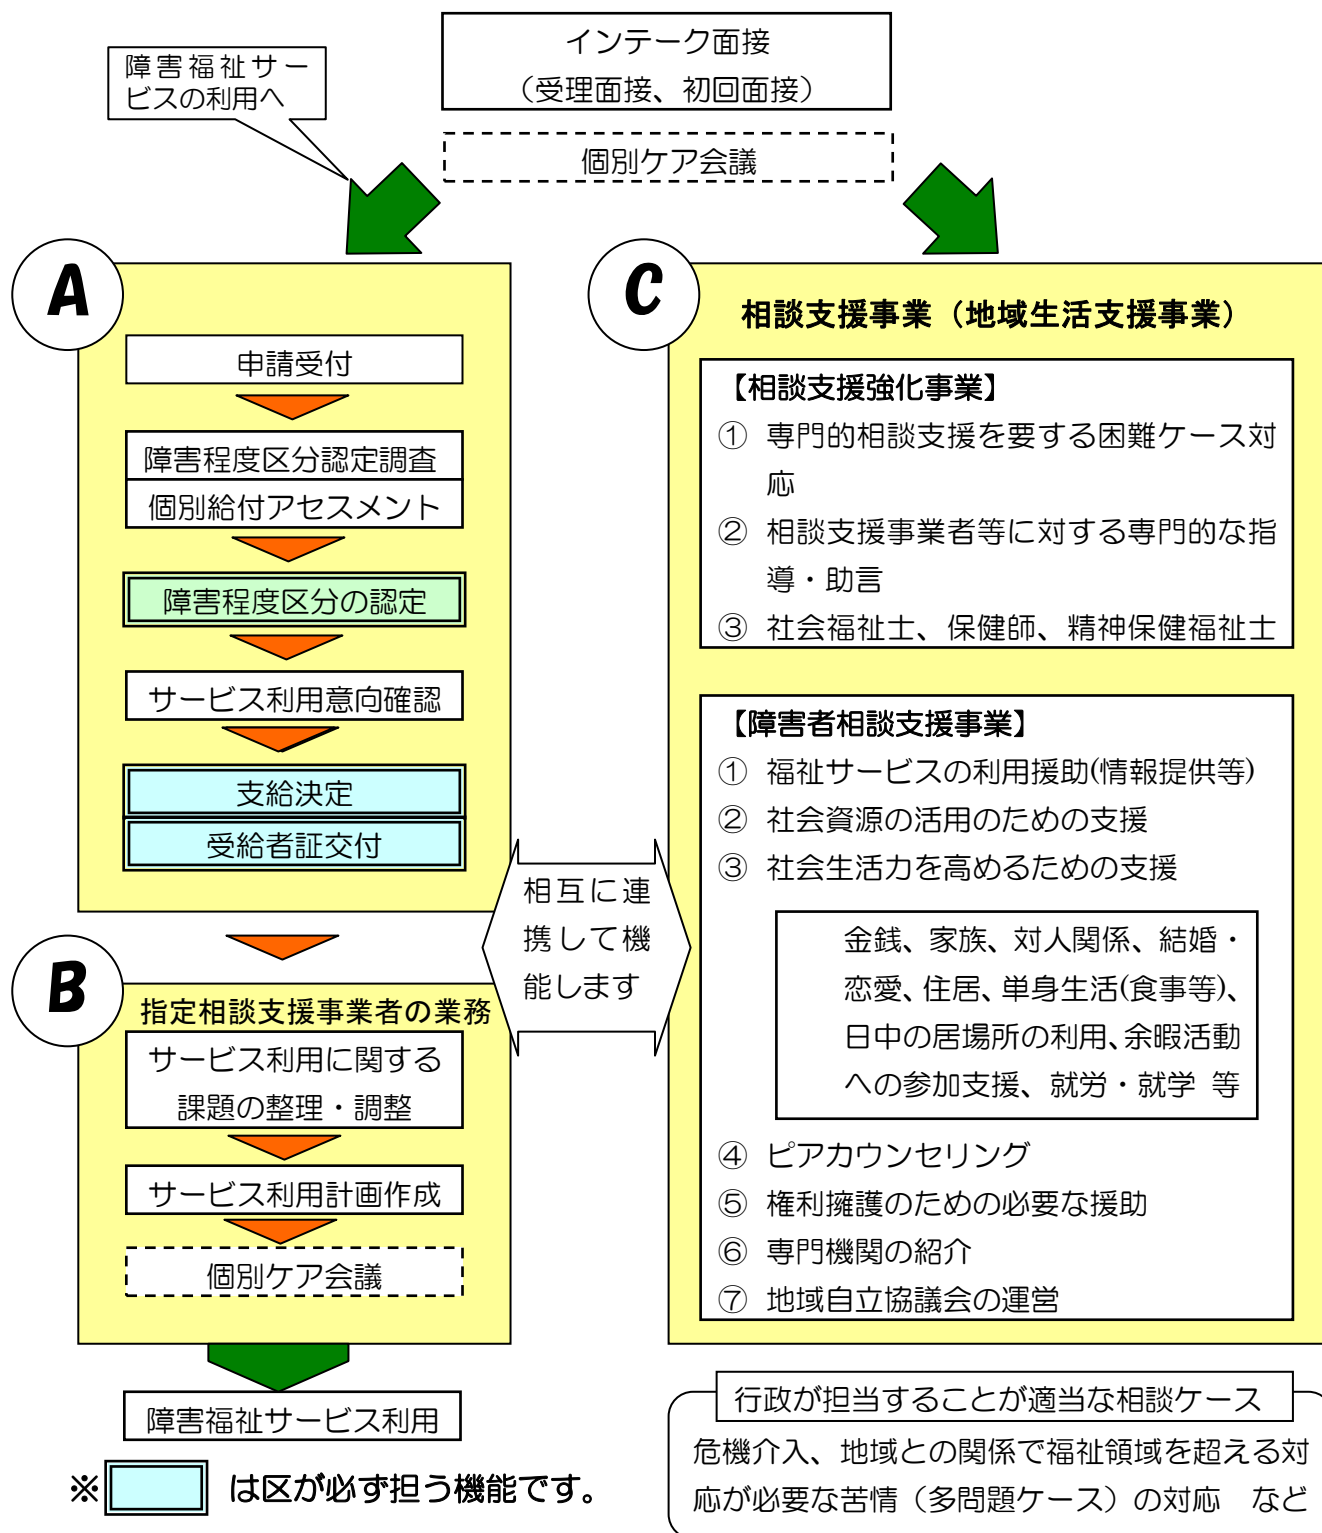 インテーク面接
（受理面接、初回面接）
障害福祉サー
ビスの利用へ
個別ケア会議
A
申請受付
障害程度区分認定調査
個別給付アセスメント
障害程度区分の認定
サービス利用意向確認
支給決定
受給者証交付
B
指定相談支援事業者の業務
サービス利用に関する
課題の整理・調整
サービス利用計画作成
個別ケア会議
障害福祉サービス利用
※　は区が必ず担う機能です。
相互に連
携して機
能します
C
相談支援事業（地域生活支援事業）
【相談支援強化事業】
① 専門的相談支援を要する困難ケース対
応
② 相談支援事業者等に対する専門的な指
導・助言
③ 社会福祉士、保健師、精神保健福祉士
【障害者相談支援事業】
① 福祉サービスの利用援助(情報提供等)
② 社会資源の活用のための支援
③ 社会生活力を高めるための支援
金銭、家族、対人関係、結婚・
恋愛、住居、単身生活(食事等)、
日中の居場所の利用、余暇活動
への参加支援、就労・就学 等
④ ピアカウンセリング
⑤ 権利擁護のための必要な援助
⑥ 専門機関の紹介
⑦ 地域自立協議会の運営
行政が担当することが適当な相談ケース
危機介入、地域との関係で福祉領域を超える対
応が必要な苦情（多問題ケース）の対応　など